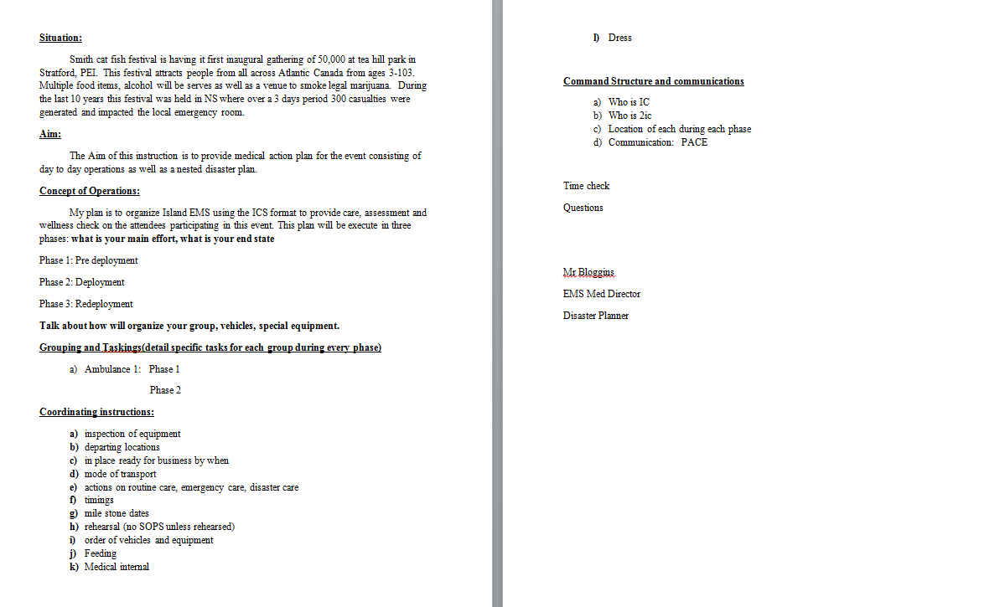 Situation:
Smith cat fish festival is having it first inaugural gathering of 50,000 at tea hill park in
Stratford, PEI. This festival attracts people from all across Atlantic Canada from ages 3-103.
Multiple food items, alcohol will be serves as well as a venue to smoke legal marijuana. During
the last 10 years this festival was held in NS where over a 3 days period 300 casualties were
generated and impacted the local emergency room.
Aim:
The Aim of this instruction is to provide medical action plan for the event consisting of
day to day operations as well as a nested disaster plan.
Concept of Operations:
My plan is to organize Island EMS using the ICS format to provide care, assessment and
wellness check on the attendees participating in this event. This plan will be execute in three
phases: what is your main effort, what is your end state
Phase 1: Pre deployment
Phase 2: Deployment
Phase 3: Redeployment
Talk about how will organize your group, vehicles, special equipment.
Grouping and Taskings(detail specific tasks for each group during every phase)
a) Ambulance 1: Phase 1
Phase 2
Coordinating instructions:
a) inspection of equipment
b) departing locations
c) in place ready for business by when
d) mode of transport
e) actions on routine care, emergency care, disaster care
f) timings
g) mile stone dates
h) rehearsal (no SOPS unless rehearsed)
i) order of vehicles and equipment
j) Feeding
k) Medical internal
l) Dress
Command Structure and communications
a) Who is IC
b) Who is 2ic
c) Location of each during each phase
d) Communication: PACE
Time check
Questions
Mr Bloggins
EMS Med Director
Disaster Planner